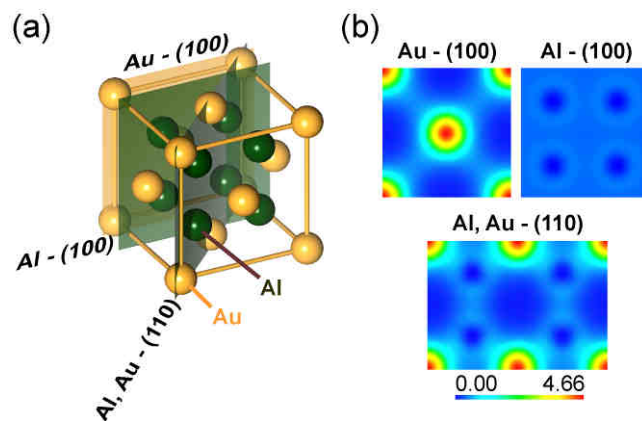 (a)
Au - (100)
Al - (100)
Al, Au - (110)
Al
Au
(b)
Au - (100)
Al - (100)
Al, Au - (110)
0.00
4.66